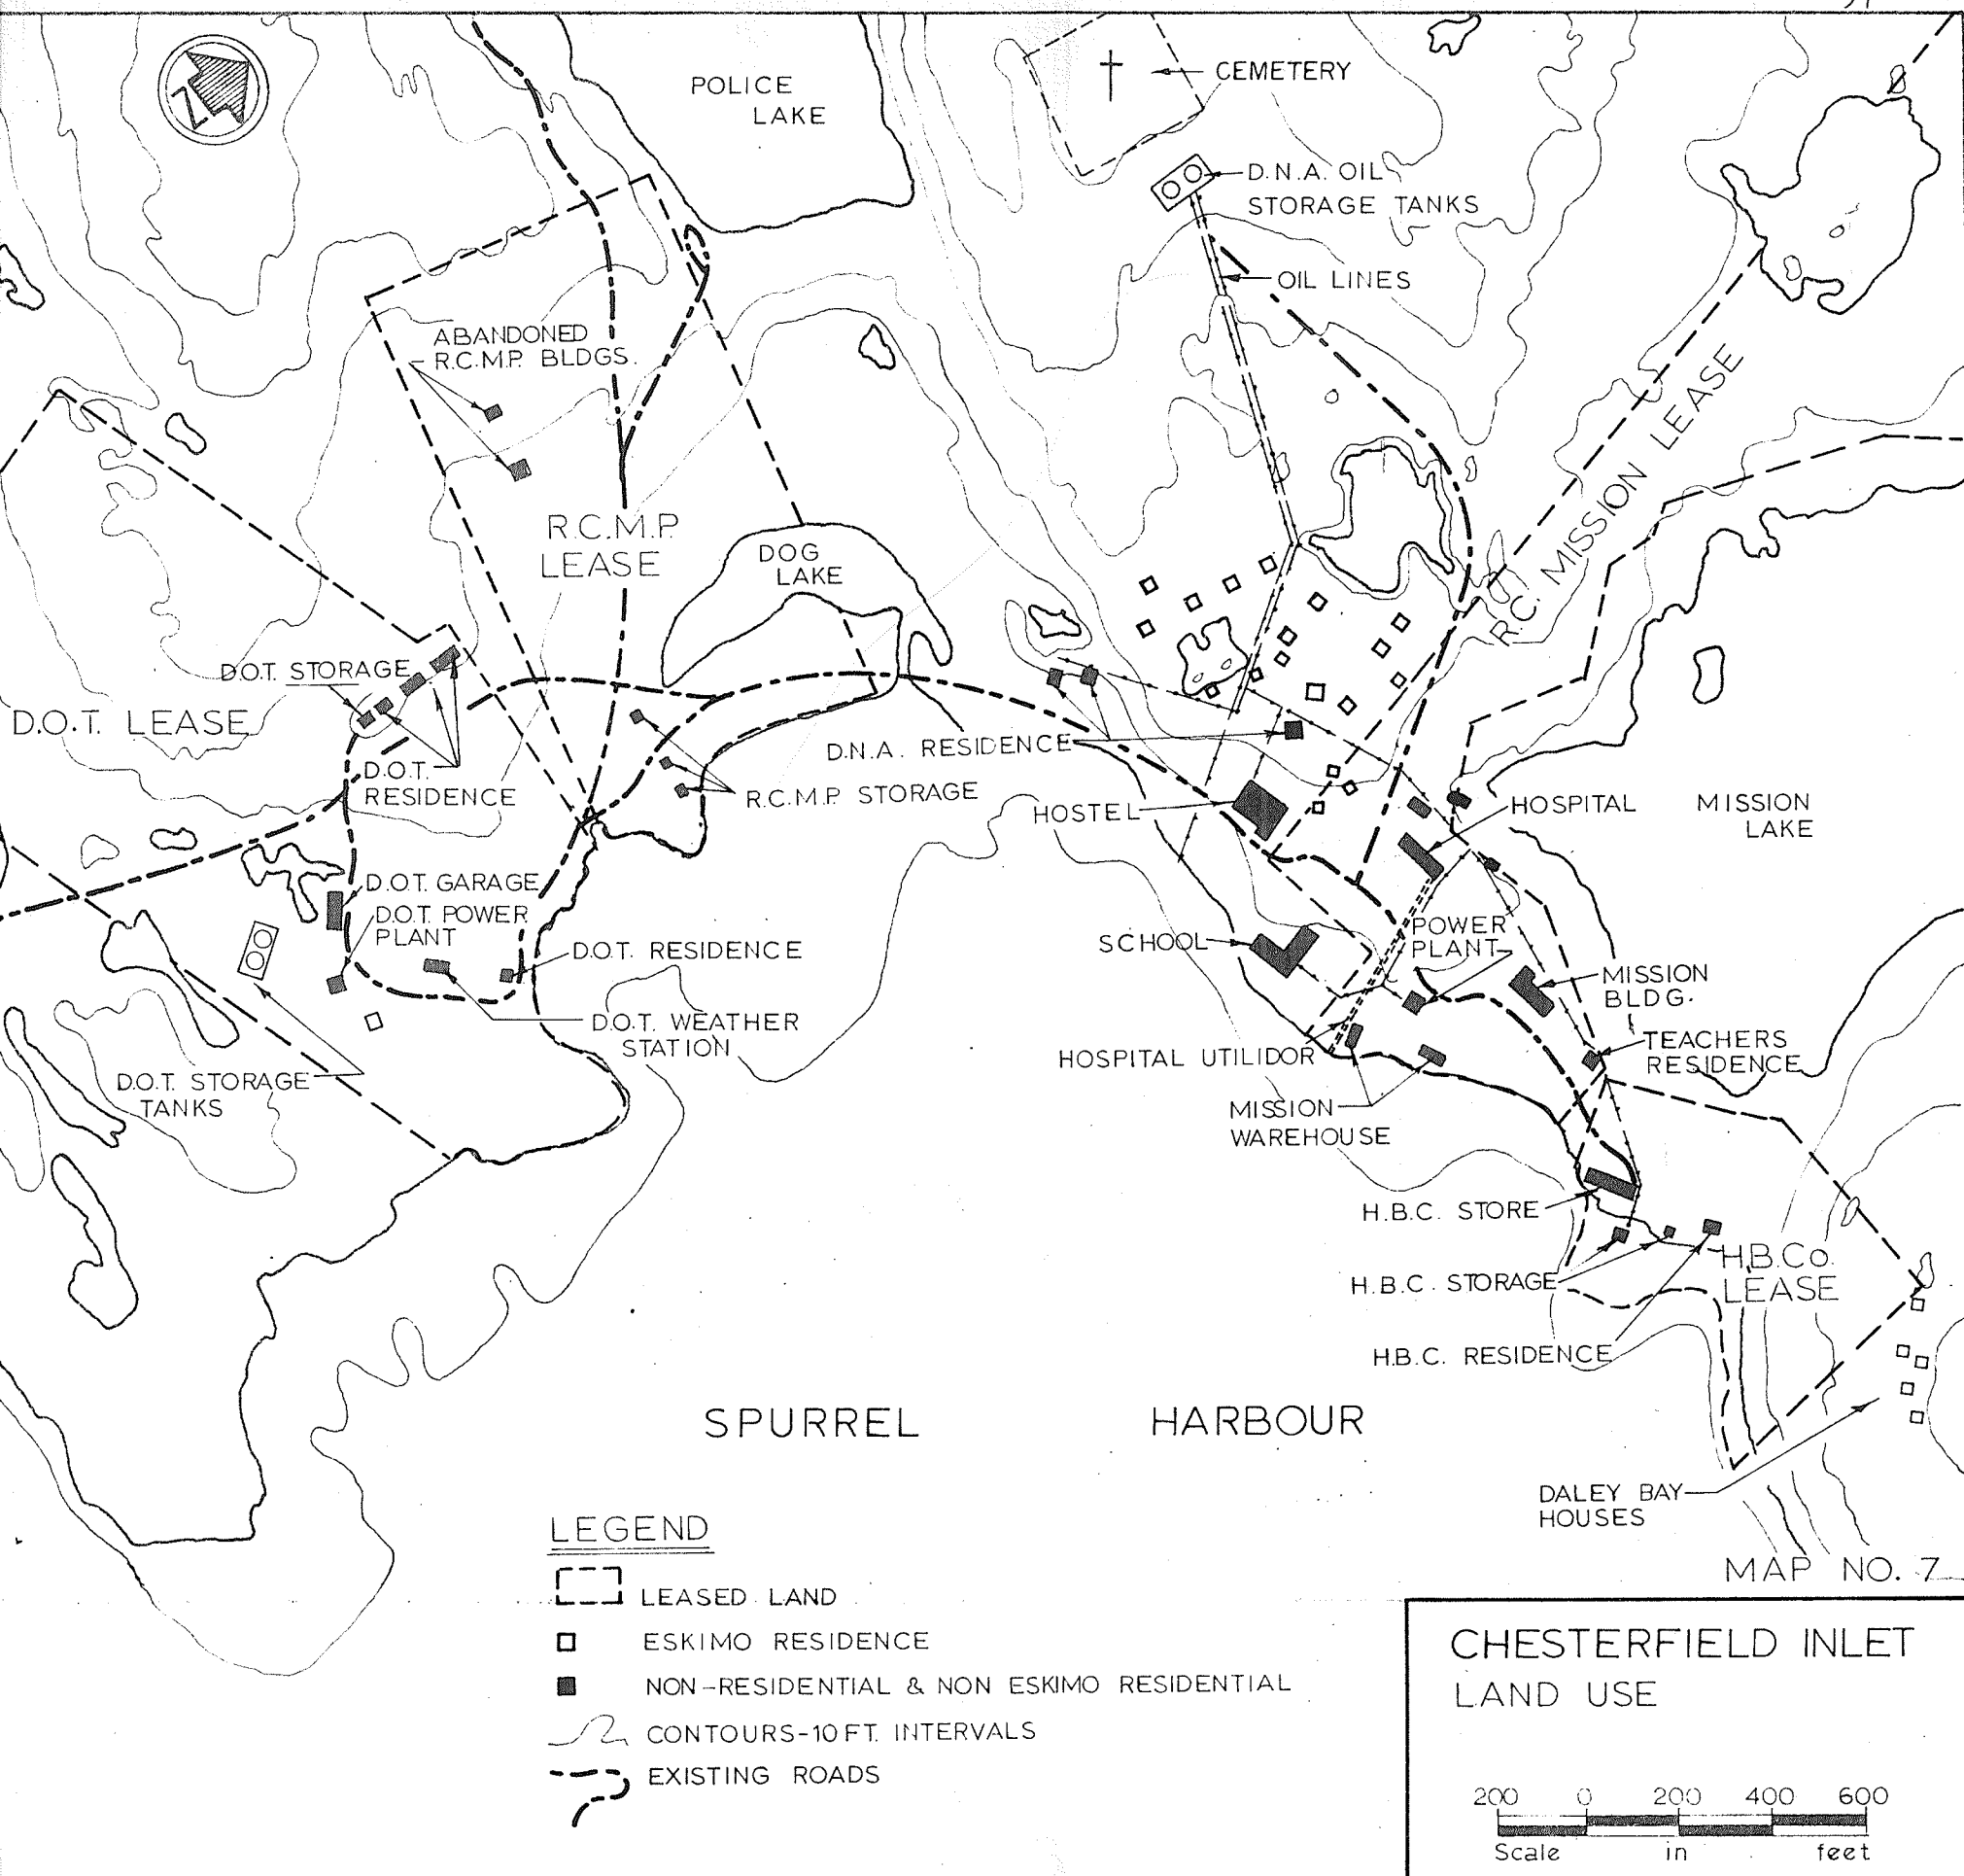 N
POLICE
LAKE
CEMETERY
D.N.A. OIL
STORAGE TANKS
OIL LINES
ABANDONED
R.C.M.P. BLDGS.
R.C. MISSION LEASE
R.C.M.P.
LEASE
DOG
LAKE
D.O.T. STORAGE
D.O.T. LEASE
D.O.T.
RESIDENCE
D.N.A. RESIDENCE
R.C.M.P. STORAGE
HOSTEL
HOSPITAL
MISSION
LAKE
D.O.T. GARAGE
D.O.T. POWER
PLANT
POWER
PLANT
SCHOOL
D.O.T. RESIDENCE
MISSION
BLDG.
D.O.T. WEATHER
STATION
HOSPITAL UTILIDOR
TEACHERS
RESIDENCE
D.O.T. STORAGE
TANKS
MISSION
WAREHOUSE
H.B.C. STORE
H.B.Co.
LEASE
H.B.C. STORAGE
H.B.C. RESIDENCE
SPURREL HARBOUR
DALEY BAY
HOUSES
LEGEND
LEASED LAND
ESKIMO RESIDENCE
NON-RESIDENTIAL & NON ESKIMO RESIDENTIAL
CONTOURS-10 FT. INTERVALS
EXISTING ROADS
MAP NO. 7
CHESTERFIELD INLET
LAND USE
200 0 200 400 600
Scale in feet